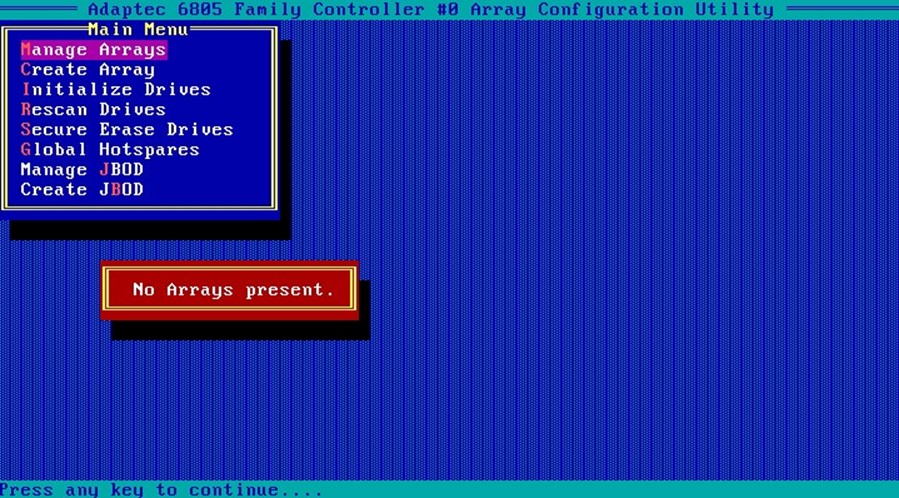 Adaptec 6805 Family Controller #0 Array Configuration Utility
Main Menu
Manage Arrays
Create Array
Initialize Drives
Rescan Drives
Secure Erase Drives
Global Hotspares
Manage JBOD
Create JBOD
No Arrays present.
Press any key to continue....